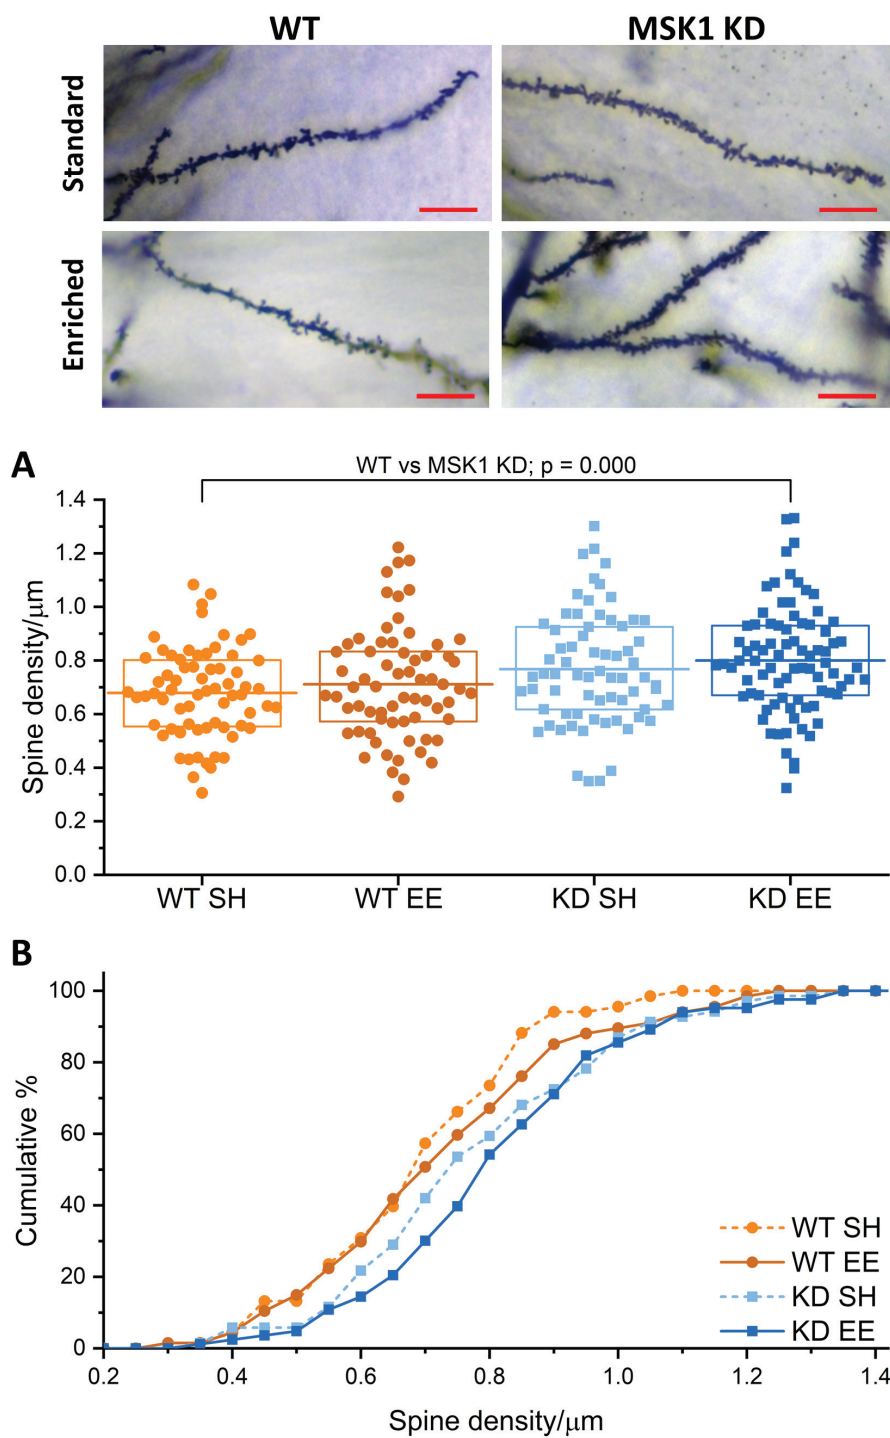 WT
MSK1 KD
Standard
Enriched
A
WT vs MSK1 KD; p = 0.000
Spine density/μm
1.4
1.2
1.0
0.8
0.6
0.4
0.2
0.0
WT SH
WT EE
KD SH
KD EE
B
Cumulative %
100
80
60
40
20
0
WT SH
WT EE
KD SH
KD EE
0.2
0.4
0.6
0.8
1.0
1.2
1.4
Spine density/μm